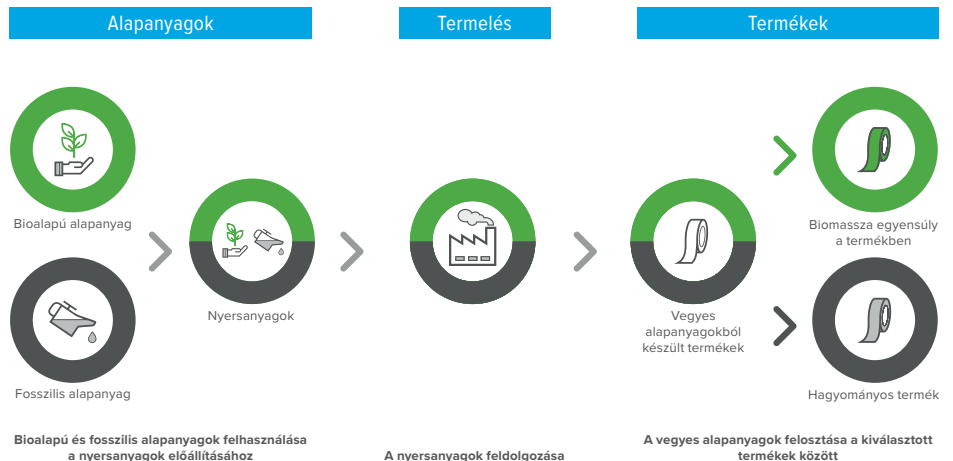 Alapanyagok
Termelés
Termékek
Bioalapú alapanyag
Fosszilis alapanyag
Nyersanyagok
Vegyes
alapanyagokból
készült termékek
Biomassza egyensúly
a termékben
Hagyományos termék
Bioalapú és fosszilis alapanyagok felhasználása
a nyersanyagok előállításához
A nyersanyagok feldolgozása
A vegyes alapanyagok felosztása a kiválasztott
termékek között